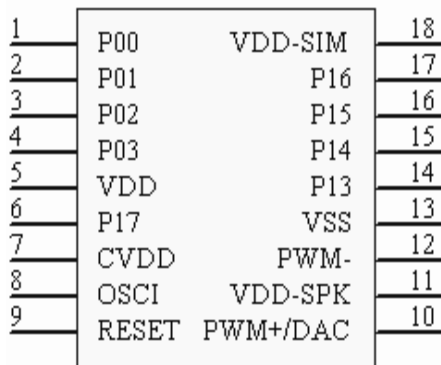 1 P00 VDD-SIM 18
2 P01 P16 17
3 P02 P15 16
4 P03 P14 15
5 VDD P13 14
6 P17 VSS 13
7 CVDD PWM- 12
8 OSCI VDD-SPK 11
9 RESET PWM+/DAC 10